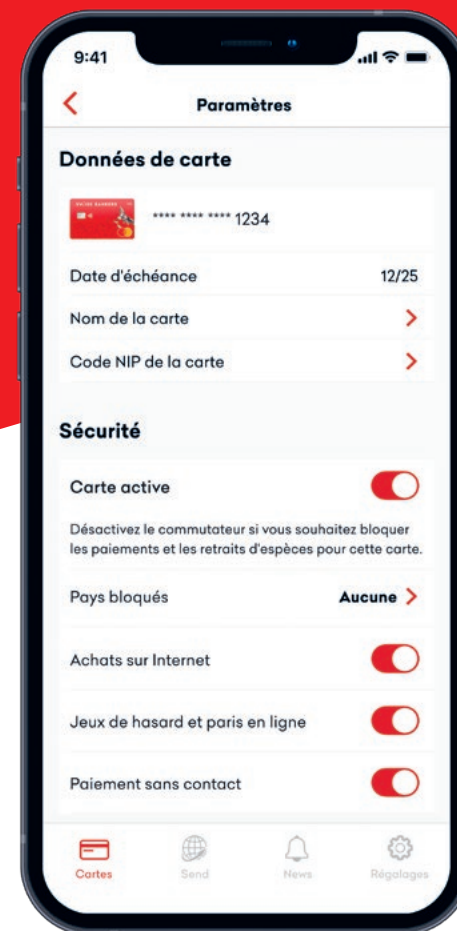 9:41
Paramètres
Données de carte
SWISS BANKERS
**** **** **** 1234
Date d'échéance 12/25
Nom de la carte
Code NIP de la carte
Sécurité
Carte active
Désactivez le commutateur si vous souhaitez bloquer
les paiements et les retraits d'espèces pour cette carte.
Pays bloqués Aucune
Achats sur Internet
Jeux de hasard et paris en ligne
Paiement sans contact
Cartes Send News Régalages